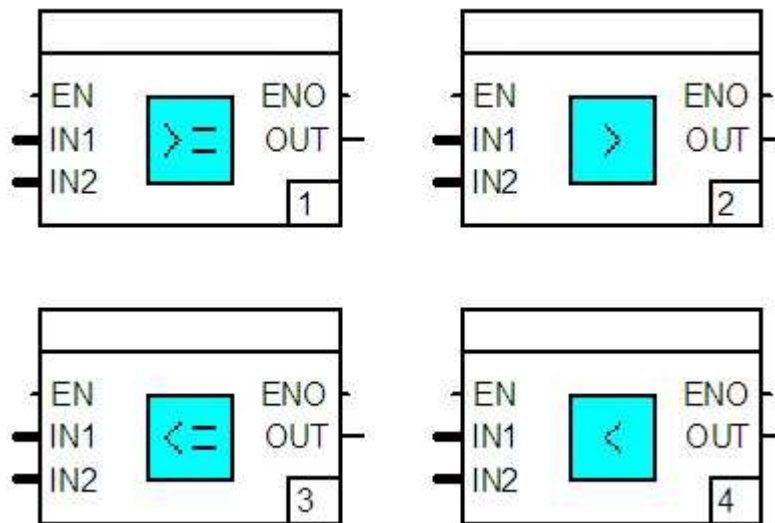 EN >= ENO
IN1 OUT
IN2
1
EN > ENO
IN1 OUT
IN2
2
EN <= ENO
IN1 OUT
IN2
3
EN < ENO
IN1 OUT
IN2
4